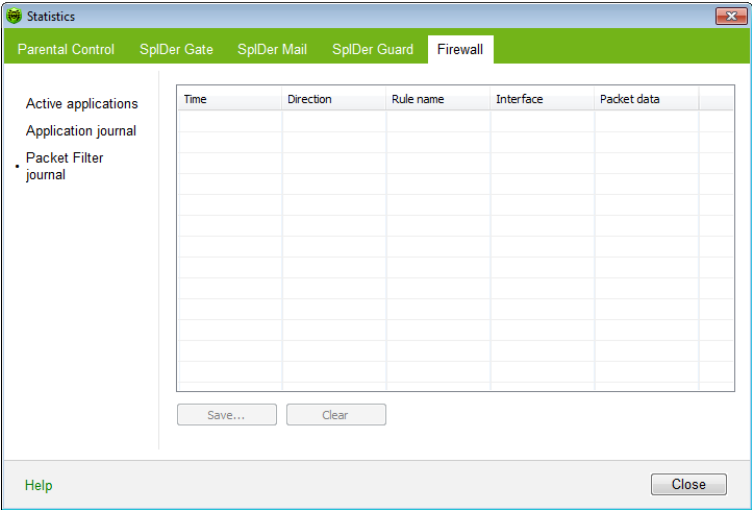 Statistics
Parental Control SpIDer Gate SpIDer Mail SpIDer Guard Firewall
Active applications
Application journal
Packet Filter
journal
Time Direction Rule name Interface Packet data
Save... Clear
Help Close